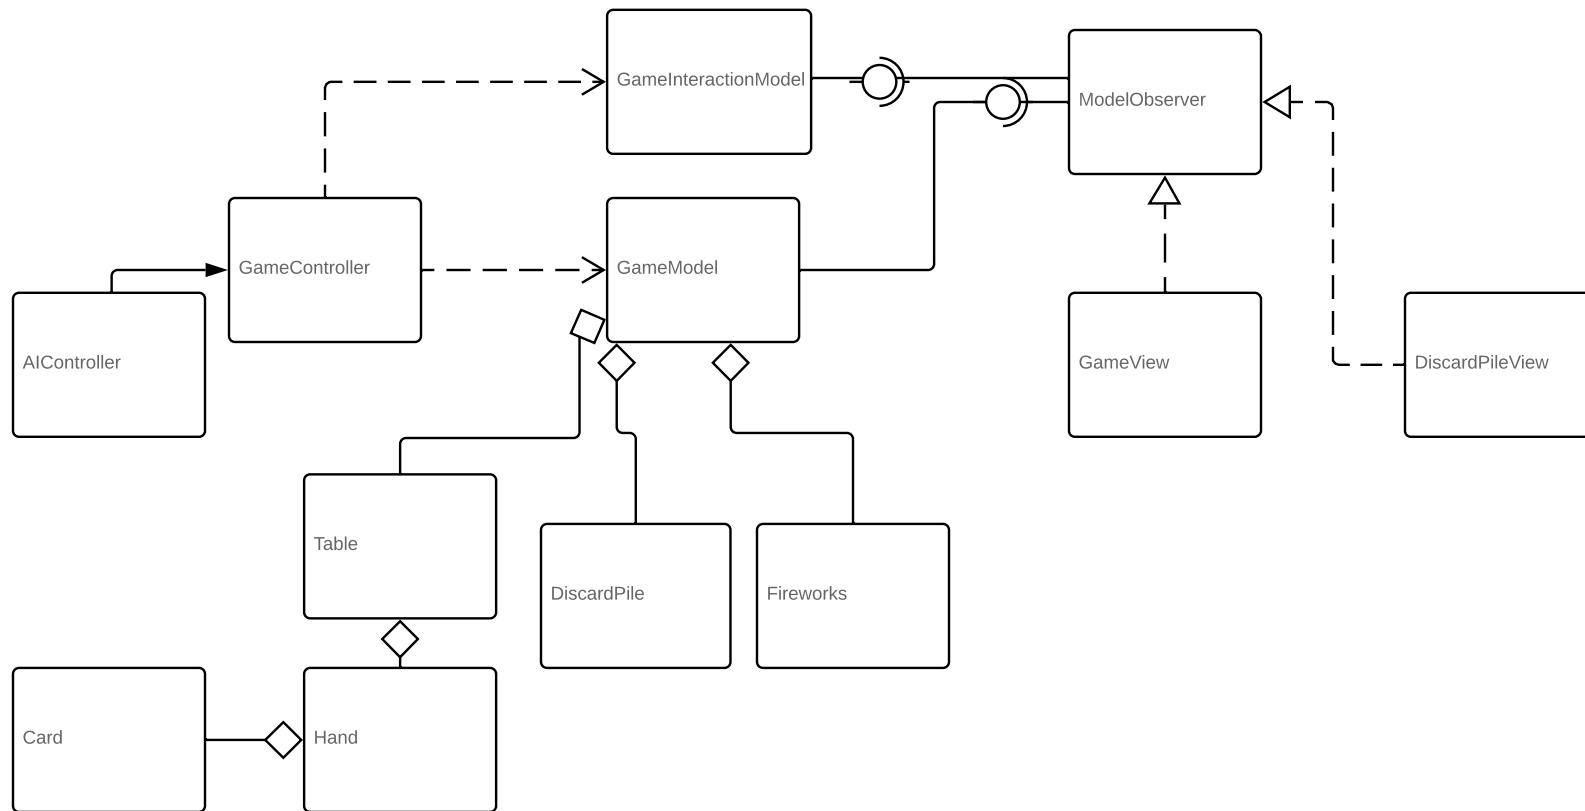 GameInteractionModel
ModelObserver
GameController
GameModel
AIController
GameView
DiscardPileView
Table
DiscardPile
Fireworks
Card
Hand